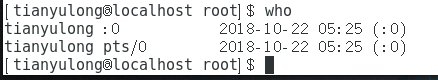 [tianyulong@localhost root]$ who
tianyulong :0           2018-10-22 05:25 (:0)
tianyulong pts/0        2018-10-22 05:25 (:0)
[tianyulong@localhost root]$